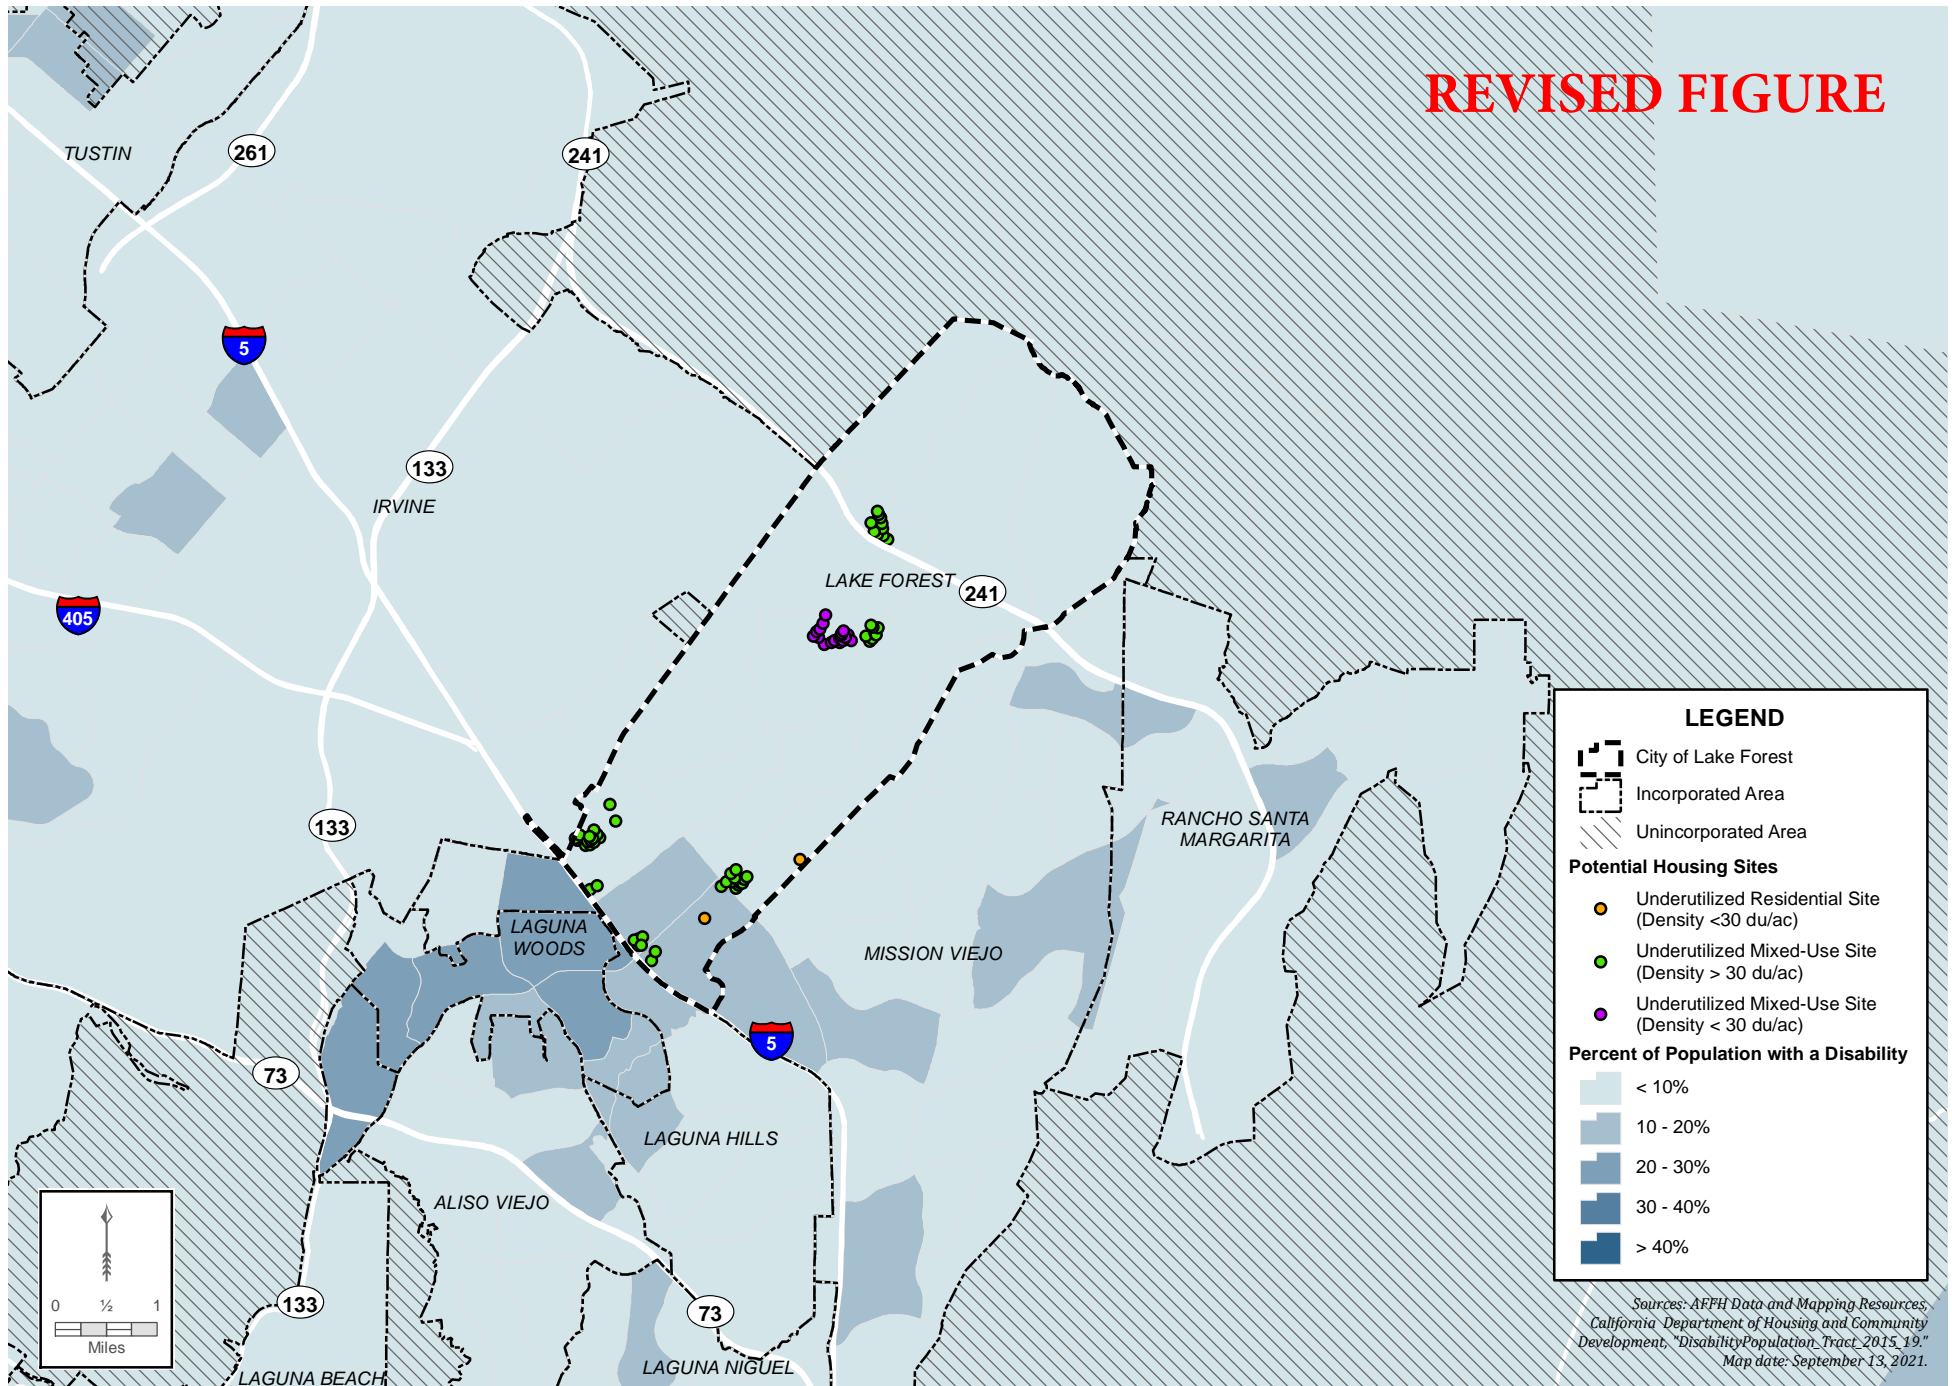 REVISED FIGURE
TUSTIN
261
241
5
133
IRVINE
405
LAKE FOREST
241
133
RANCHO SANTA
MARGARITA
LAGUNA
WOODS
MISSION VIEJO
5
73
LAGUNA HILLS
ALISO VIEJO
133
73
LAGUNA NIGUEL
LAGUNA BEACH
0 ½ 1
Miles
LEGEND
City of Lake Forest
Incorporated Area
Unincorporated Area
Potential Housing Sites
Underutilized Residential Site
(Density <30 du/ac)
Underutilized Mixed-Use Site
(Density > 30 du/ac)
Underutilized Mixed-Use Site
(Density < 30 du/ac)
Percent of Population with a Disability
< 10%
10 - 20%
20 - 30%
30 - 40%
> 40%
Sources: AFFH Data and Mapping Resources,
California Department of Housing and Community
Development, "DisabilityPopulation_Tract_2015_19."
Map date: September 13, 2021.